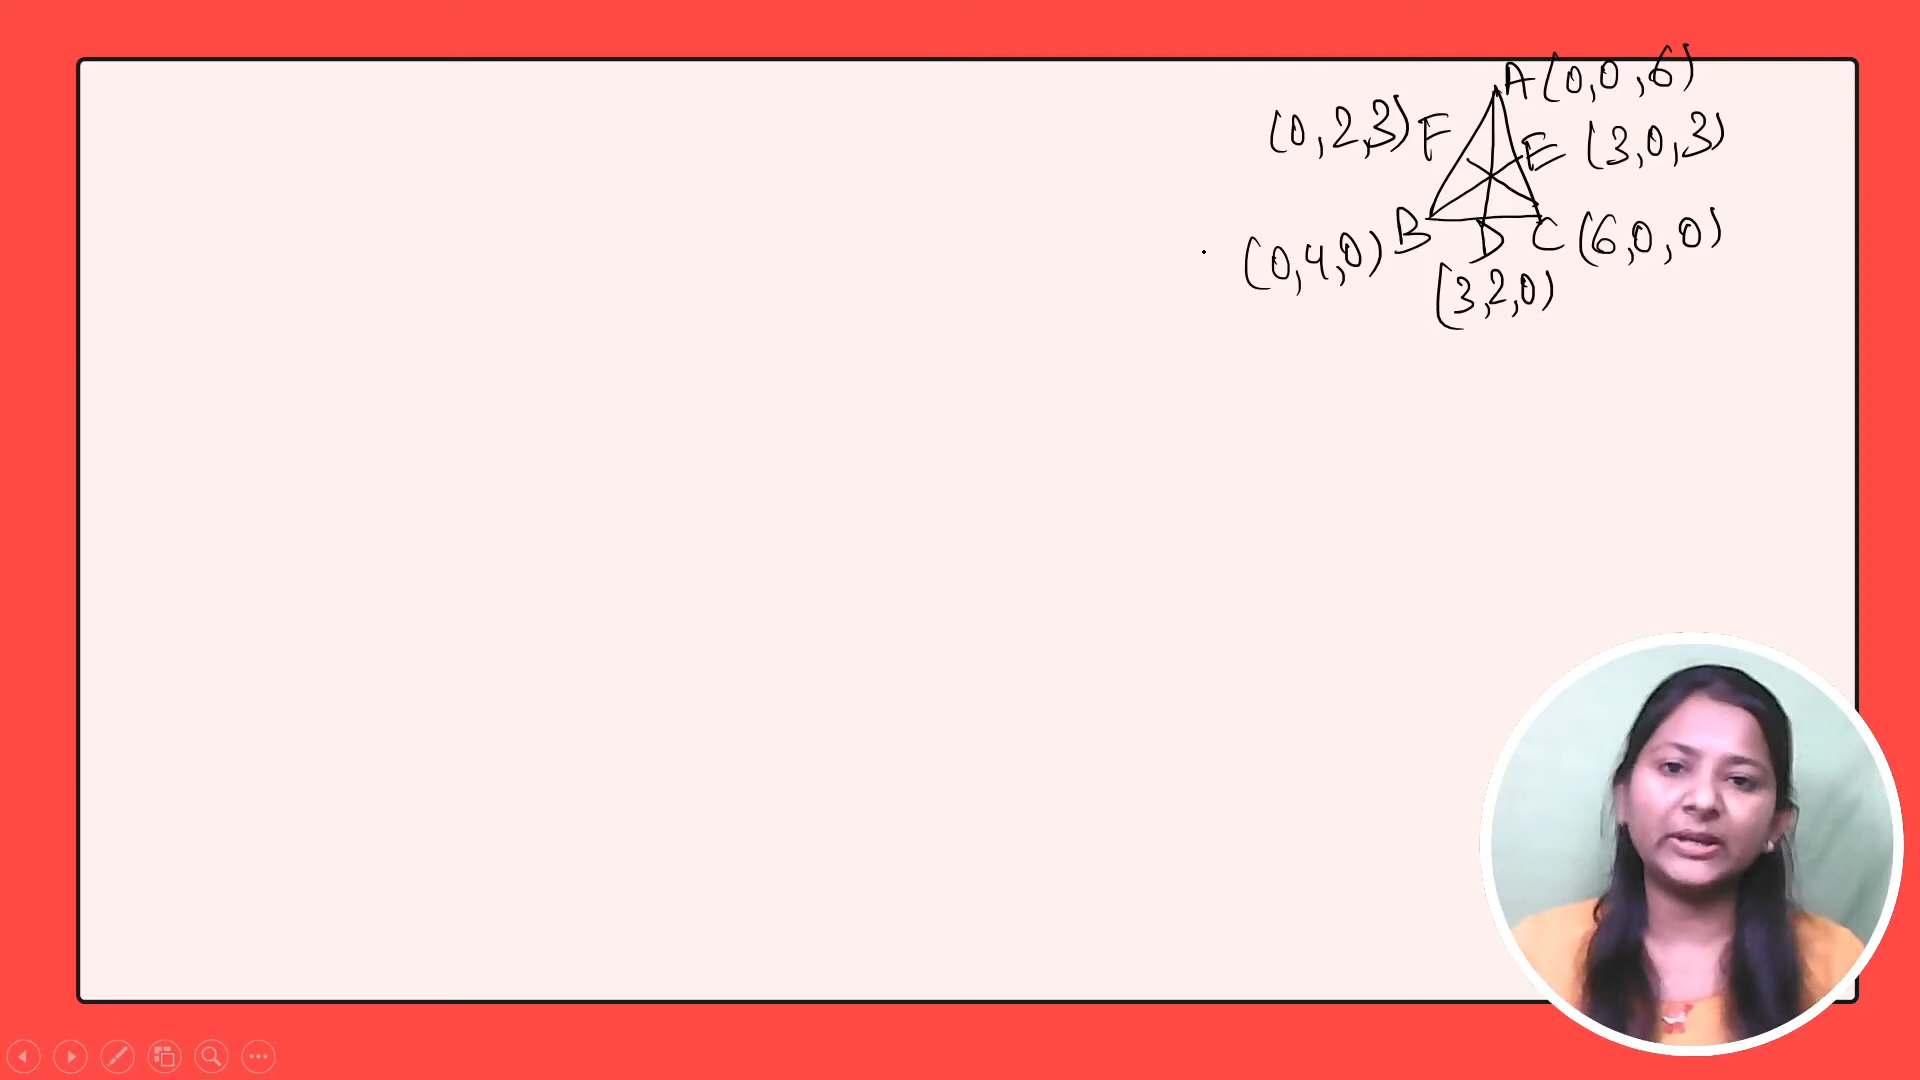 A (0,0,6)
(0,2,3) F
E (3,0,3)
(0,4,0) B
D
C (6,0,0)
(3,2,0)